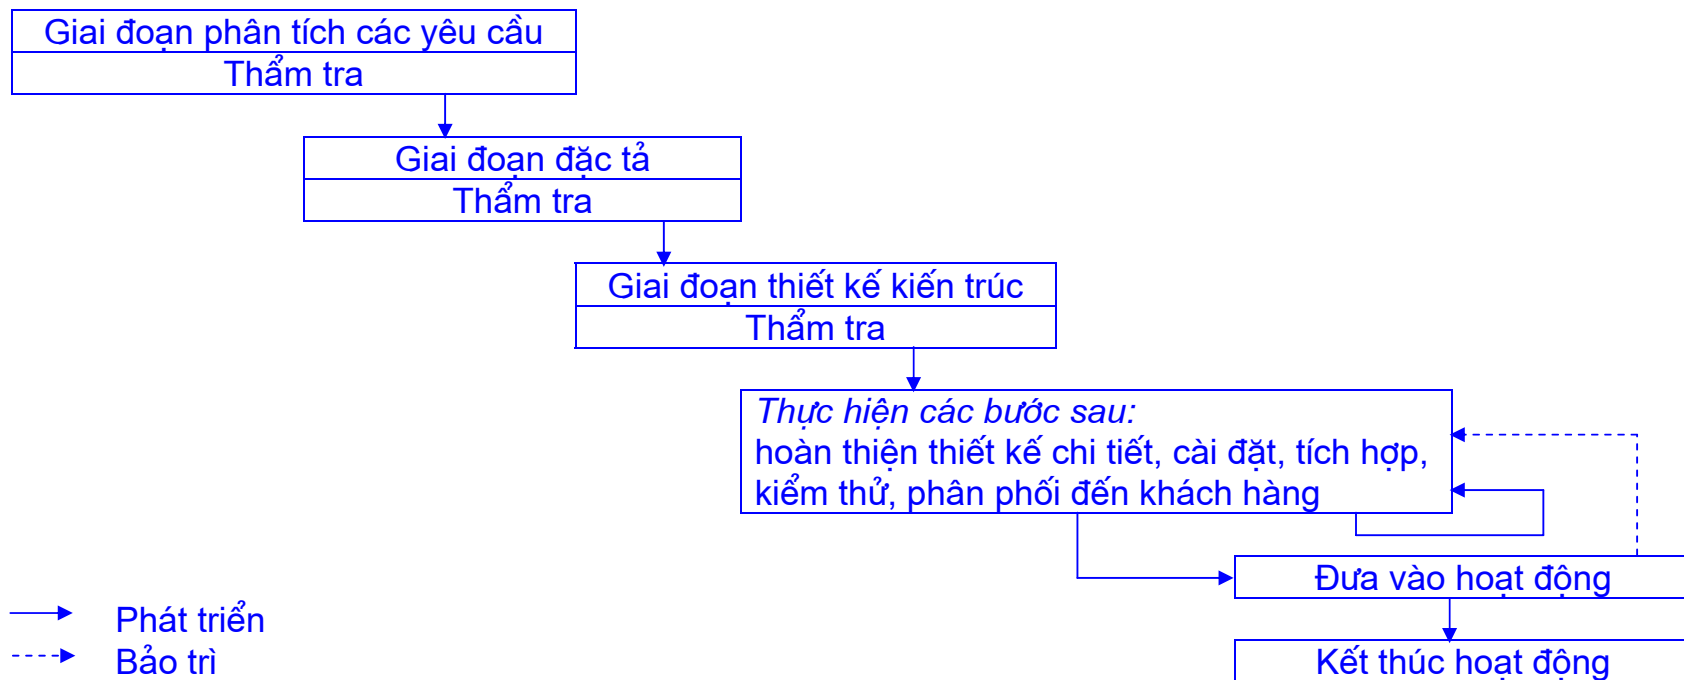 Giai đoạn phân tích các yêu cầu
Thẩm tra
Giai đoạn đặc tả
Thẩm tra
Giai đoạn thiết kế kiến trúc
Thẩm tra
Thực hiện các bước sau:
hoàn thiện thiết kế chi tiết, cài đặt, tích hợp,
kiểm thử, phân phối đến khách hàng
Đưa vào hoạt động
Kết thúc hoạt động
Phát triển
Bảo trì